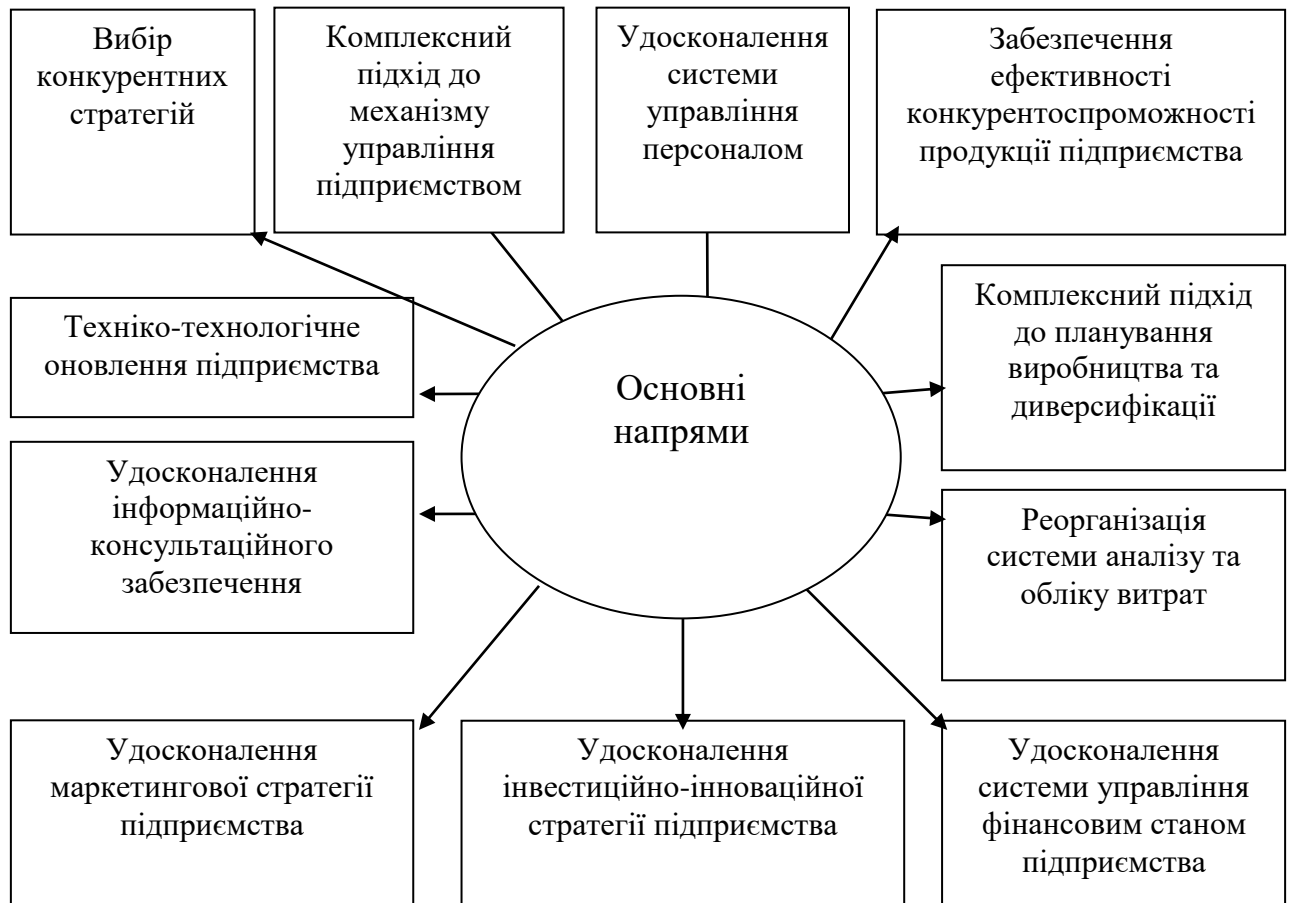 Вибір
конкурентних
стратегій
Комплексний
підхід до
механізму
управління
підприємством
Удосконалення
системи
управління
персоналом
Забезпечення
ефективності
конкурентоспроможності
продукції підприємства
Техніко-технологічне
оновлення підприємства
Основні
напрями
Комплексний підхід
до планування
виробництва та
диверсифікації
Удосконалення
інформаційно-
консультаційного
забезпечення
Реорганізація
системи аналізу та
обліку витрат
Удосконалення
маркетингової стратегії
підприємства
Удосконалення
інвестиційно-інноваційної
стратегії підприємства
Удосконалення
системи управління
фінансовим станом
підприємства